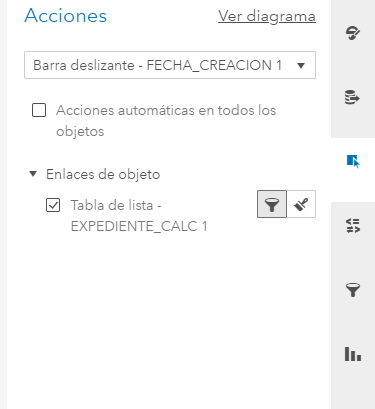 Acciones
Ver diagrama
Barra deslizante - FECHA_CREACION 1
Acciones automáticas en todos los
objetos
Enlaces de objeto
Tabla de lista -
EXPEDIENTE_CALC 1